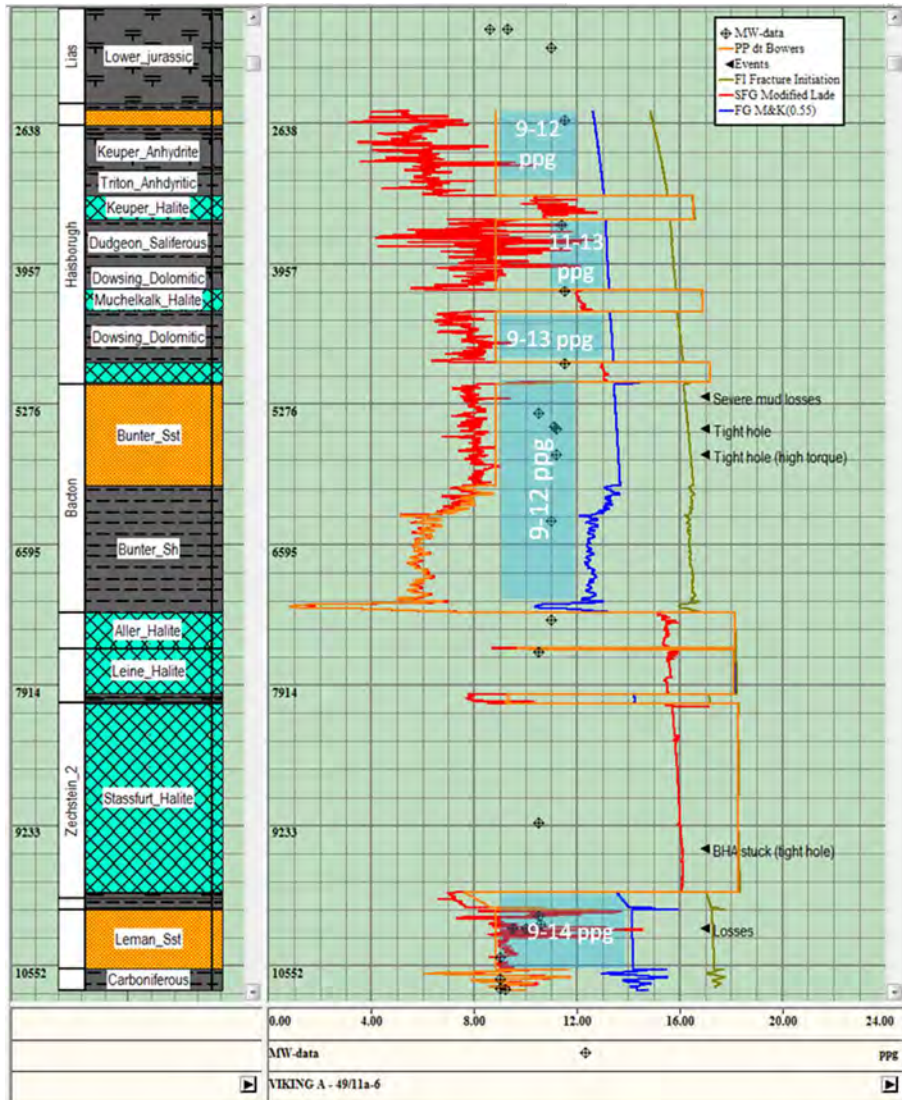 MW-data
PP dt Bowers
Events
FI Fracture Initiation
SFG Modified Lade
FG M&K(0.55)
Lias
Lower_jurassic
2638
Haisborugh
Keuper_Anhydrite
Triton_Anhdyritic
Keuper_Halite
Dudgeon_Saliferous
3957
Dowsing_Dolomitic
Muchelkalk_Halite
Dowsing_Dolomitic
5276
Bacton
Bunter_Sst
6595
Bunter_Sh
Aller_Halite
Leine_Halite
7914
Zechstein_2
Stassfurt_Halite
9233
Leman_Sst
10552
Carboniferous
2638
9-12
ppg
3957
11-13
ppg
9-13 ppg
5276
Severe mud losses
Tight hole
Tight hole (high torque)
9-12 ppg
6595
7914
9233
BHA stuck (tight hole)
9-14 ppg
Losses
10552
0.00 4.00 8.00 12.00 16.00 20.00 24.00
MW-data ppg
VIKING A - 49/11a-6